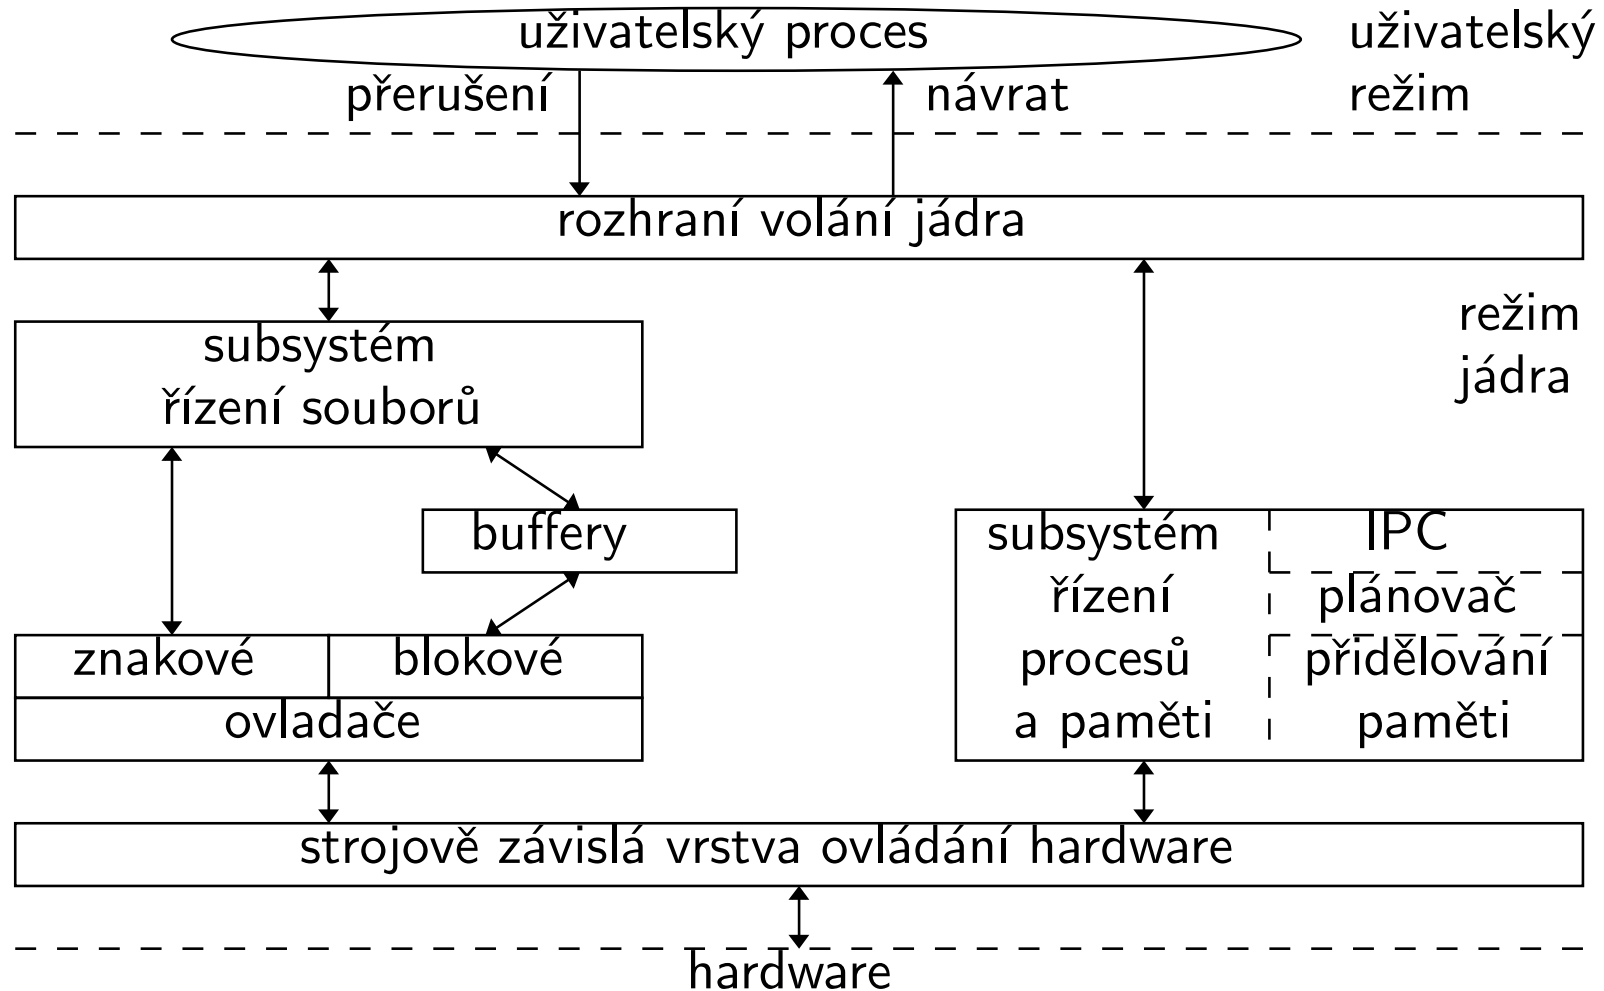 uživatelský proces
uživatelský
režim
přerušení
návrat
rozhraní volání jádra
režim
jádra
subsystém
řízení souborů
buffery
znakové
blokové
ovladače
subsystém
řízení
procesů
a paměti
IPC
plánovač
přidělování
paměti
strojově závislá vrstva ovládání hardware
hardware